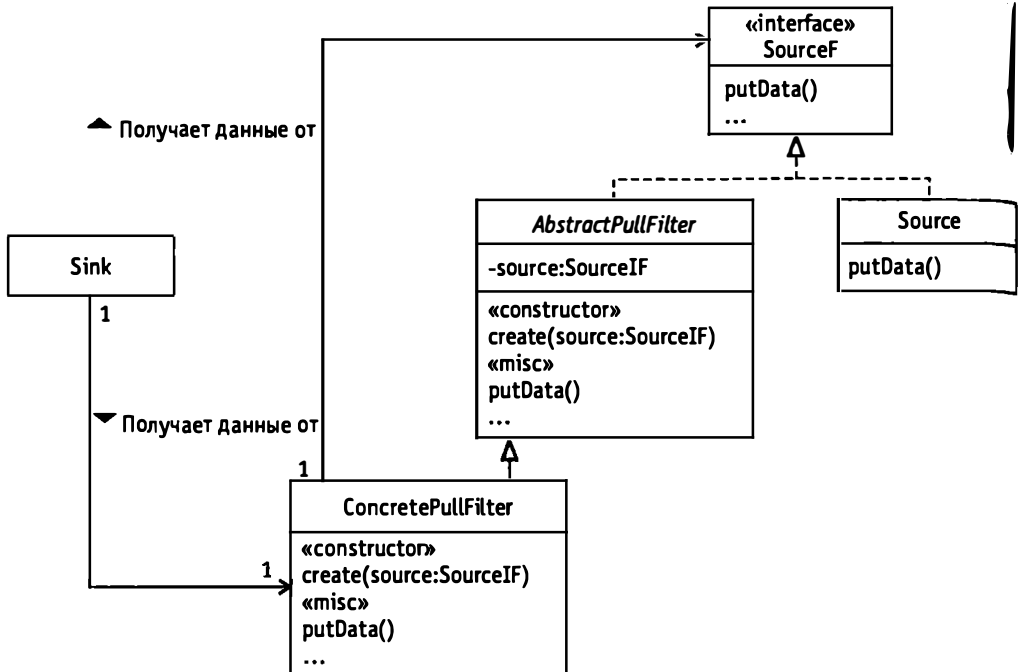 «interface»
SourceF
putData()
...
Получает данные от
AbstractPullFilter
-source:SourceIF
«constructor»
create(source:SourceIF)
«misc»
putData()
...
Source
putData()
Sink
1
Получает данные от
1
1
ConcretePullFilter
«constructor»
create(source:SourceIF)
«misc»
putData()
...